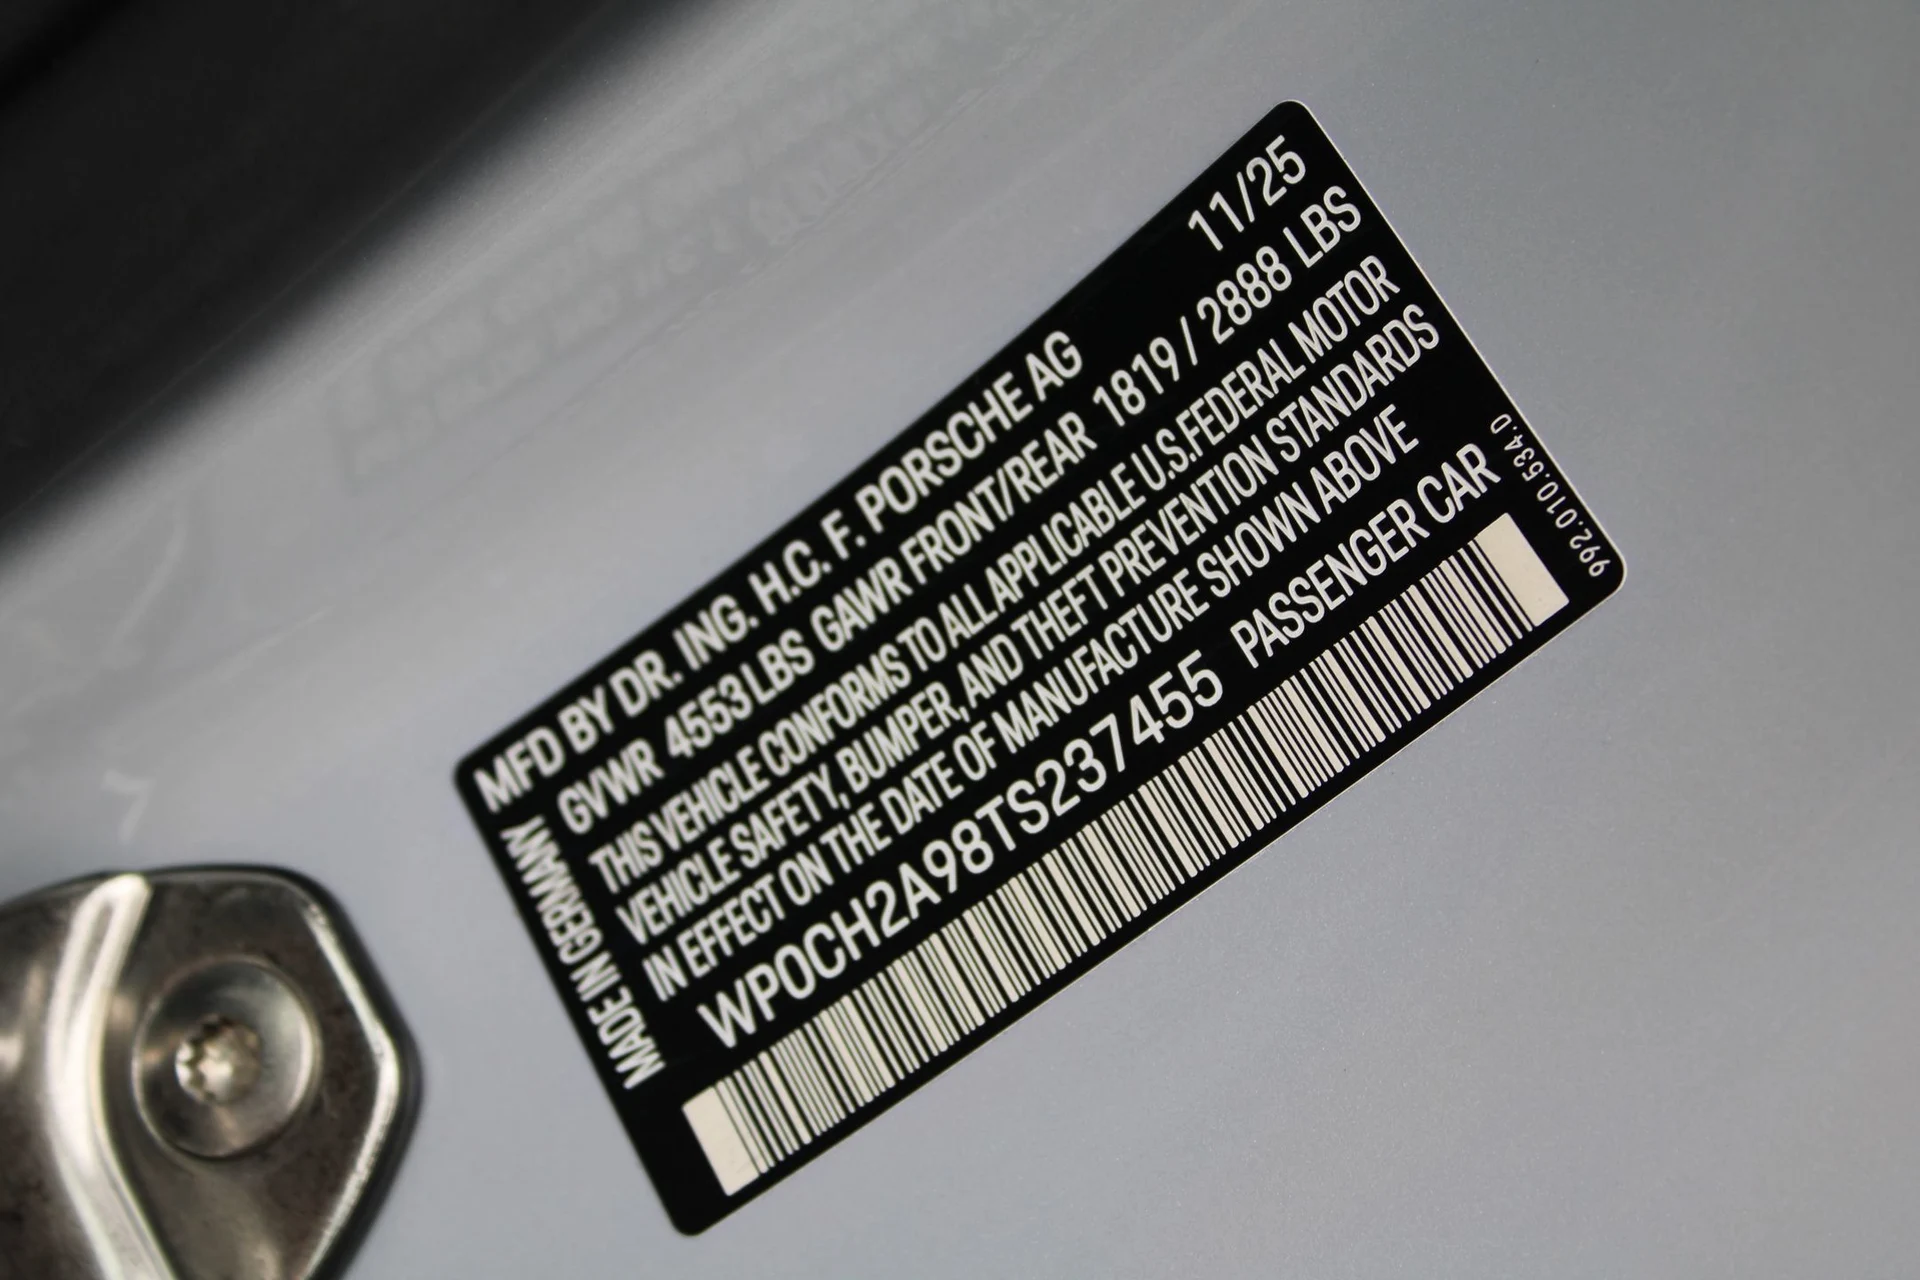 MFD BY DR. ING. H.C. F. PORSCHE AG 11/25
GVWR 4553 LBS GAWR FRONT/REAR 1819 / 2888 LBS
THIS VEHICLE CONFORMS TO ALL APPLICABLE U.S.FEDERAL MOTOR
VEHICLE SAFETY, BUMPER, AND THEFT PREVENTION STANDARDS
IN EFFECT ON THE DATE OF MANUFACTURE SHOWN ABOVE
WP0CH2A98TS237455 PASSENGER CAR
MADE IN GERMANY
992.010.534.D